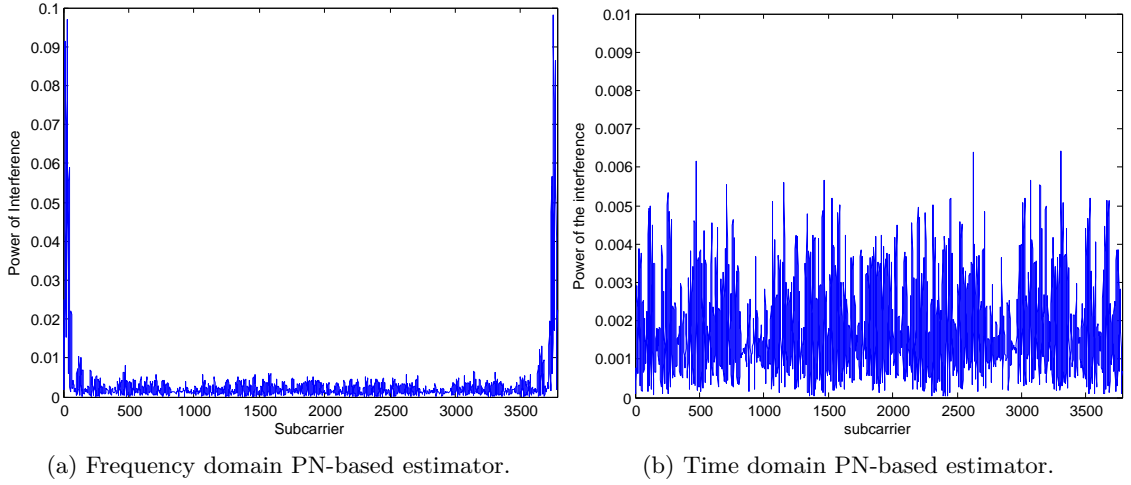 0.1
0.09
0.08
0.07
0.06
0.05
0.04
0.03
0.02
0.01
0
Power of Interference
0 500 1000 1500 2000 2500 3000 3500
Subcarrier
(a) Frequency domain PN-based estimator.
0.01
0.009
0.008
0.007
0.006
0.005
0.004
0.003
0.002
0.001
0
Power of the interference
0 500 1000 1500 2000 2500 3000 3500
subcarrier
(b) Time domain PN-based estimator.